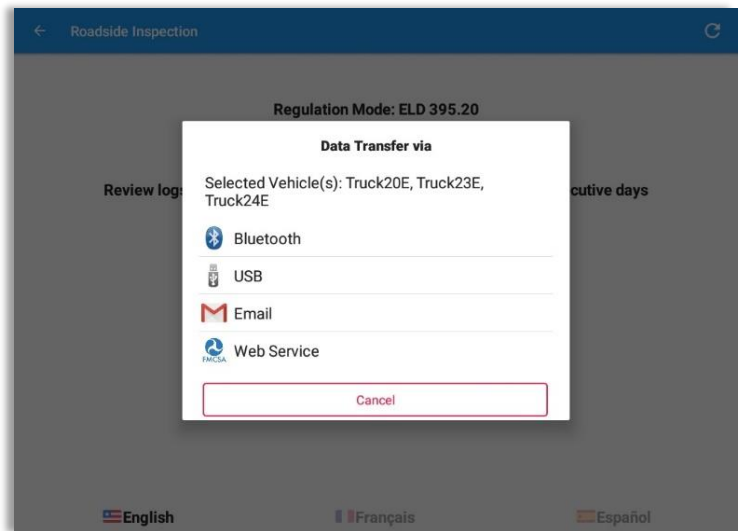 Roadside Inspection
Regulation Mode: ELD 395.20
Data Transfer via
Review log
cutive days
Selected Vehicle(s): Truck20E, Truck23E,
Truck24E
Bluetooth
USB
Email
FMCSA
Web Service
Cancel
English
Français
Español